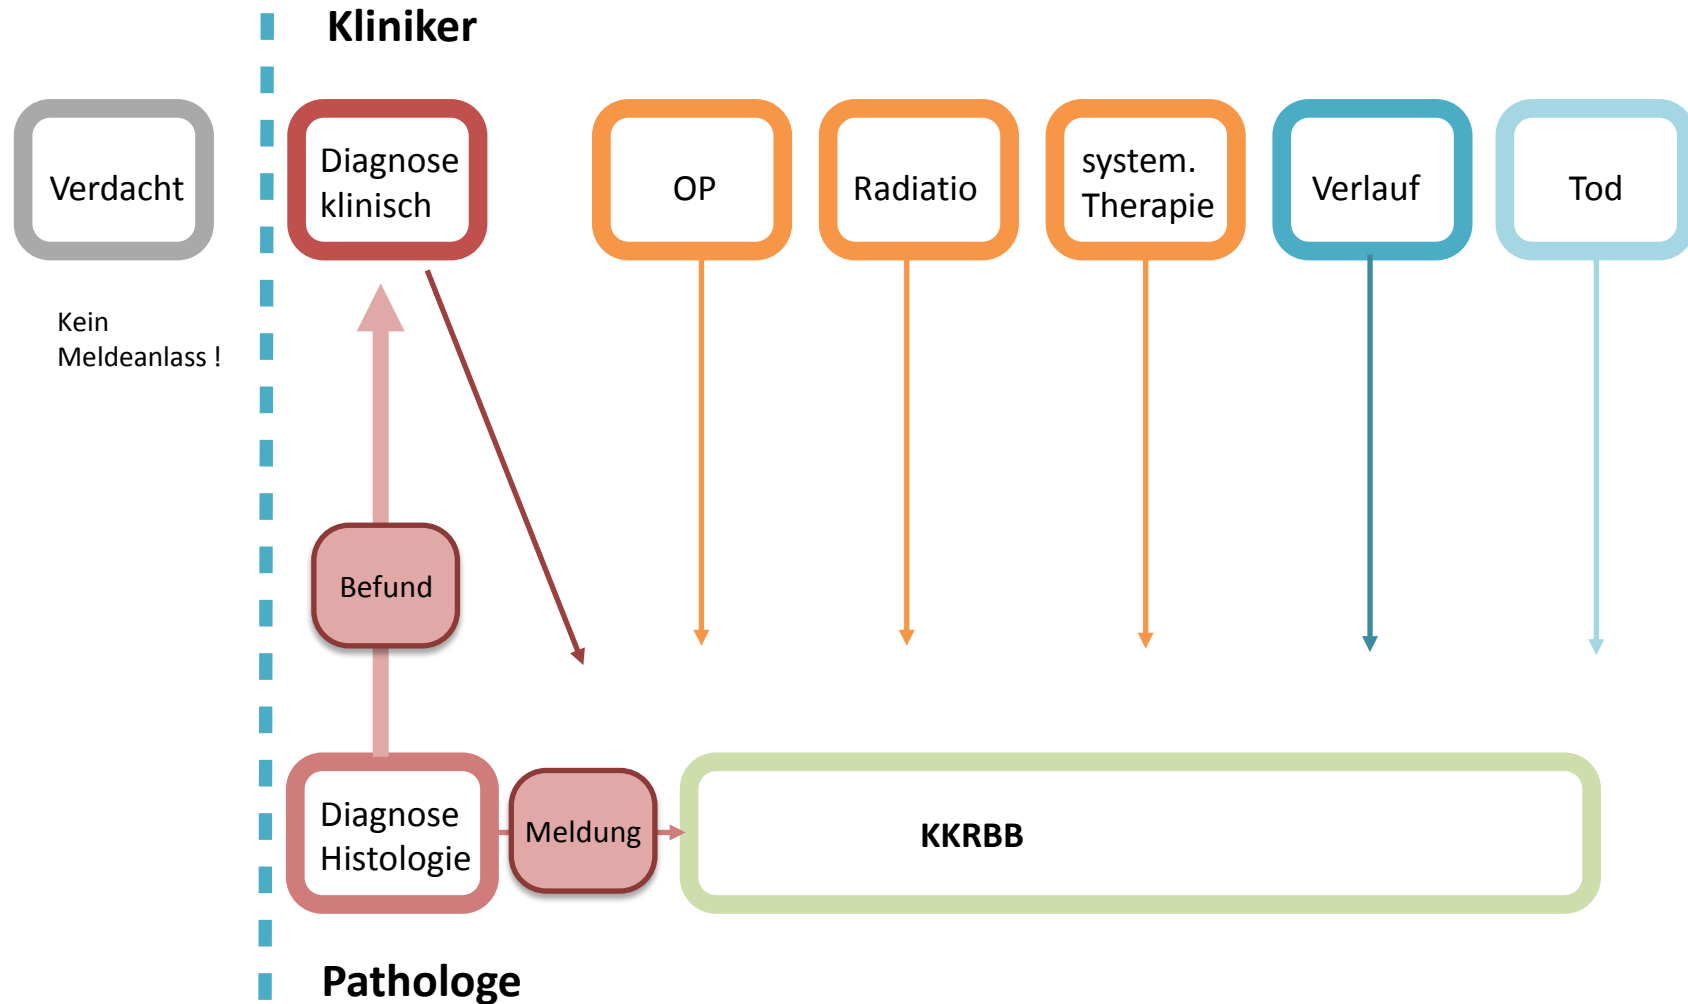 Kliniker
Verdacht
Diagnose
klinisch
OP
Radiatio
system.
Therapie
Verlauf
Tod
Kein
Meldeanlass !
Befund
Diagnose
Histologie
Meldung
KKRBB
Pathologe